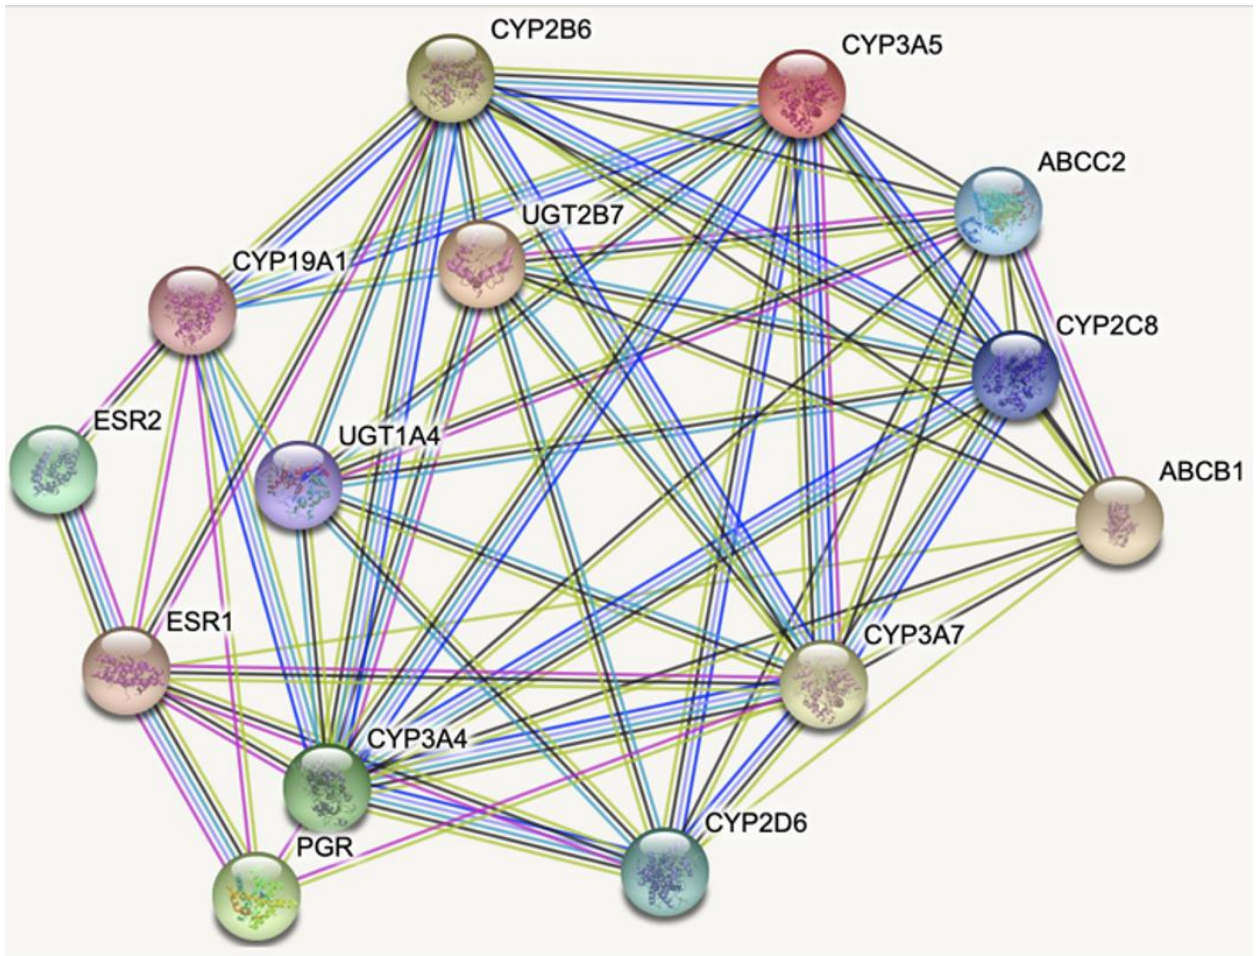 CYP2B6
CYP3A5
ABCC2
UGT2B7
CYP19A1
CYP2C8
ESR2
UGT1A4
ABCB1
ESR1
CYP3A7
CYP3A4
CYP2D6
PGR